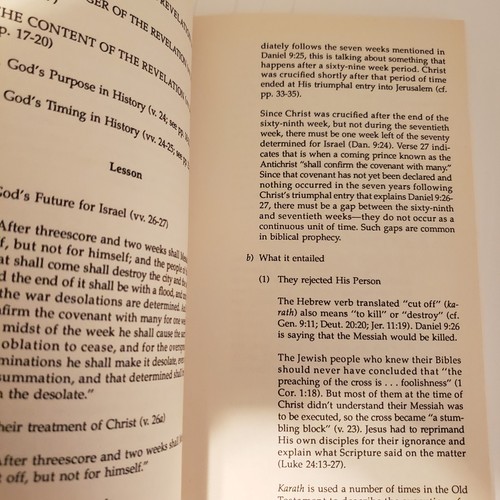 GER OF THE REVELATION
THE CONTENT OF THE REVELATION
pp. 17-20)
God's Purpose in History (v. 24; see pp.
God's Timing in History (vv. 24-25; see pp.
Lesson
God's Future for Israel (vv. 26-27)
After threescore and two weeks shall
f, but not for himself; and the people of
at shall come shall destroy the city and the
d the end of it shall be with a flood, and
the war desolations are determined.
nfirm the covenant with many for one
midst of the week he shall cause the
oblation to cease, and for the
minations he shall make it desolate,
summation, and that determined shall
n the desolate."
heir treatment of Christ (v. 26a)
After threescore and two weeks shall
t off, but not for himself."
diately follows the seven weeks mentioned in
Daniel 9:25, this is talking about something that
happens after a sixty-nine week period. Christ
was crucified shortly after that period of time
ended at His triumphal entry into Jerusalem (cf.
pp. 33-35).
Since Christ was crucified after the end of the
sixty-ninth week, but not during the seventieth
week, there must be one week left of the seventy
determined for Israel (Dan. 9:24). Verse 27 indi-
cates that is when a coming prince known as the
Antichrist "shall confirm the covenant with many."
Since that covenant has not yet been declared and
nothing occurred in the seven years following
Christ's triumphal entry that explains Daniel 9:26-
27, there must be a gap between the sixty-ninth
and seventieth weeks—they do not occur as a
continuous unit of time. Such gaps are common
in biblical prophecy.
b) What it entailed
(1) They rejected His Person
The Hebrew verb translated "cut off" (ka-
rath) also means "to kill" or "destroy" (cf.
Gen. 9:11; Deut. 20:20; Jer. 11:19). Daniel 9:26
is saying that the Messiah would be killed.
The Jewish people who knew their Bibles
should never have concluded that "the
preaching of the cross is . . . foolishness" (1
Cor. 1:18). But most of them at the time of
Christ didn't understand their Messiah was
to be executed, so the cross became "a stum-
bling block" (v. 23). Jesus had to reprimand
His own disciples for their ignorance and
explain what Scripture said on the matter
(Luke 24:13-27).
Karath is used a number of times in the Old